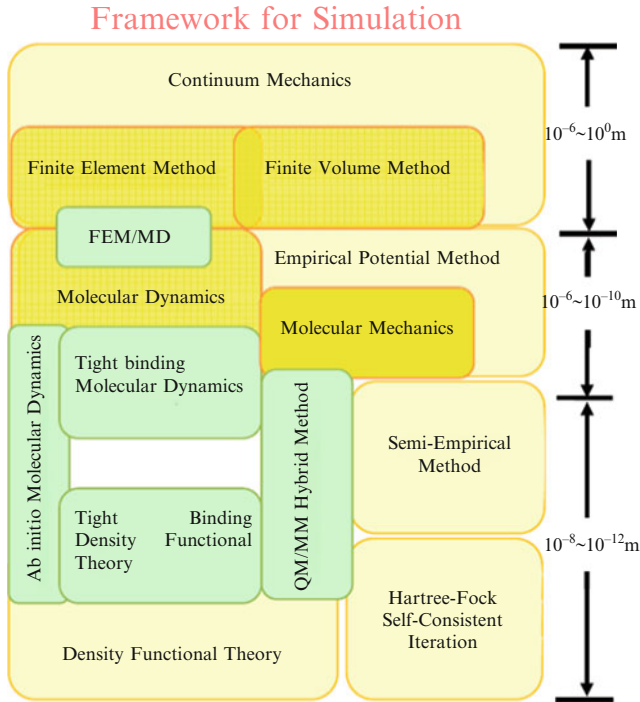 Framework for Simulation
Continuum Mechanics
10⁻⁶~10⁰m
Finite Element Method
Finite Volume Method
FEM/MD
Empirical Potential Method
Molecular Dynamics
10⁻⁶~10⁻¹⁰m
Molecular Mechanics
Ab initio Molecular Dynamics
Tight binding
Molecular Dynamics
QM/MM Hybrid Method
Semi-Empirical
Method
Tight Binding
Density Functional
Theory
10⁻⁸~10⁻¹²m
Hartree-Fock
Self-Consistent
Iteration
Density Functional Theory